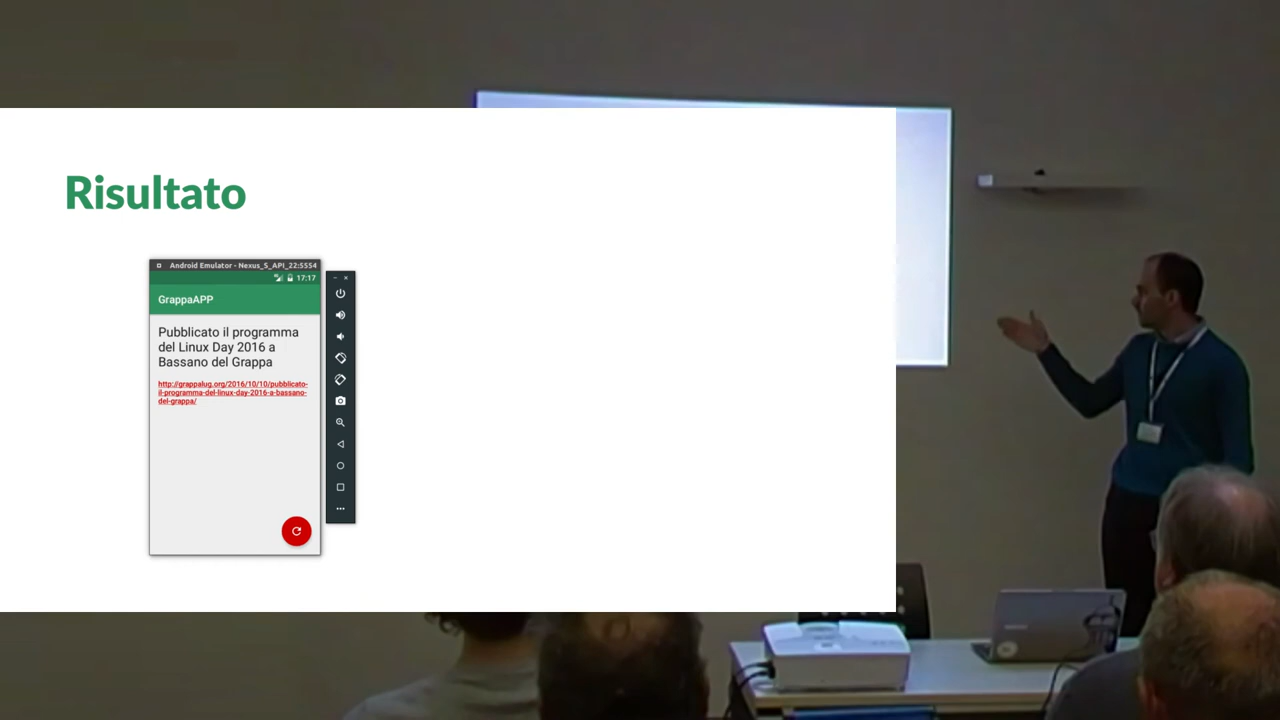 Risultato
Android Emulator - Nexus_S_API_22:5554
17:17
GrappaAPP
Pubblicato il programma
del Linux Day 2016 a
Bassano del Grappa
http://grappalug.org/2016/10/10/pubblicato-
il-programma-del-linux-day-2016-a-bassano-
del-grappa/